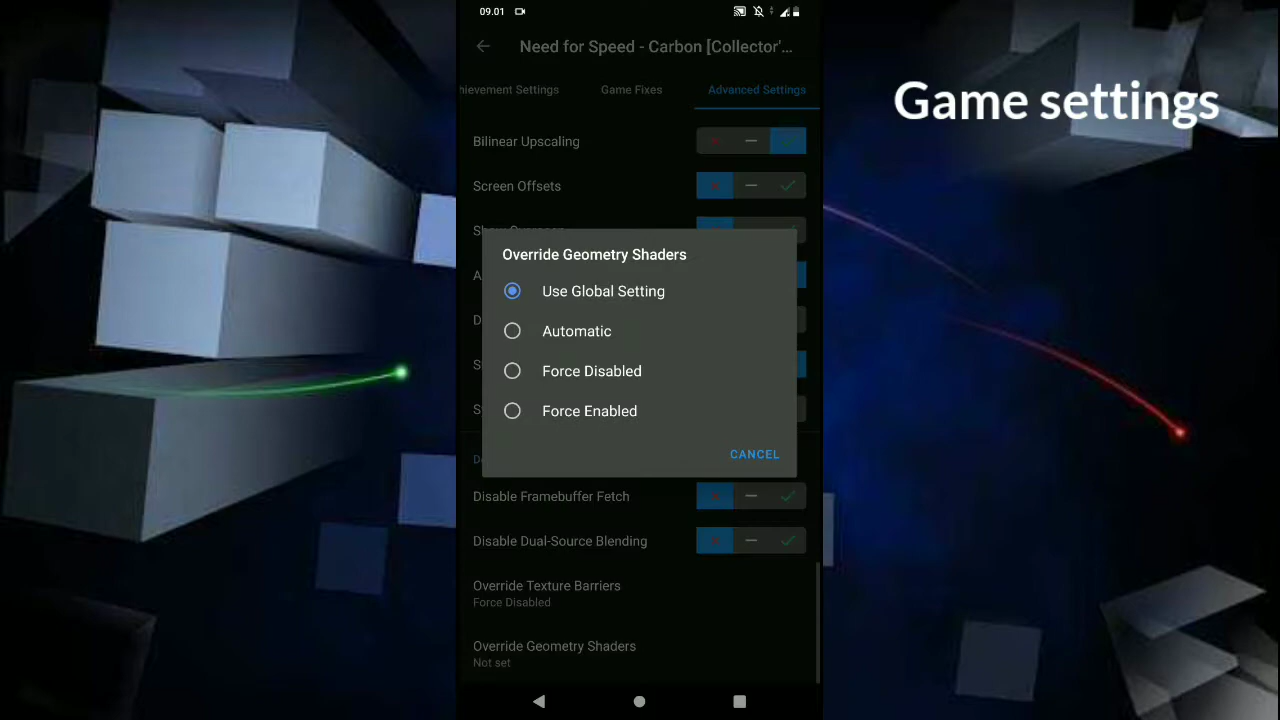 09.01
Need for Speed - Carbon [Collector'...
hievement Settings
Game Fixes
Advanced Settings
Game settings
Bilinear Upscaling
Screen Offsets
Override Geometry Shaders
Use Global Setting
Automatic
Force Disabled
Force Enabled
CANCEL
Disable Framebuffer Fetch
Disable Dual-Source Blending
Override Texture Barriers
Force Disabled
Override Geometry Shaders
Not set